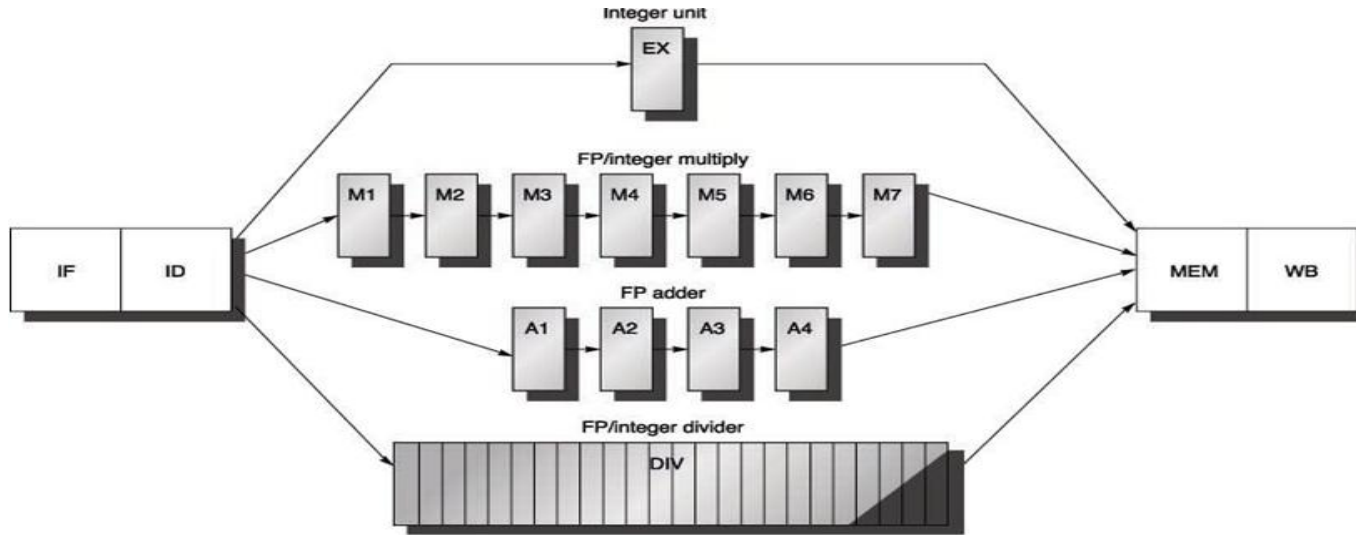 Integer unit
EX
FP/integer multiply
M1 M2 M3 M4 M5 M6 M7
IF ID
MEM WB
FP adder
A1 A2 A3 A4
FP/integer divider
DIV